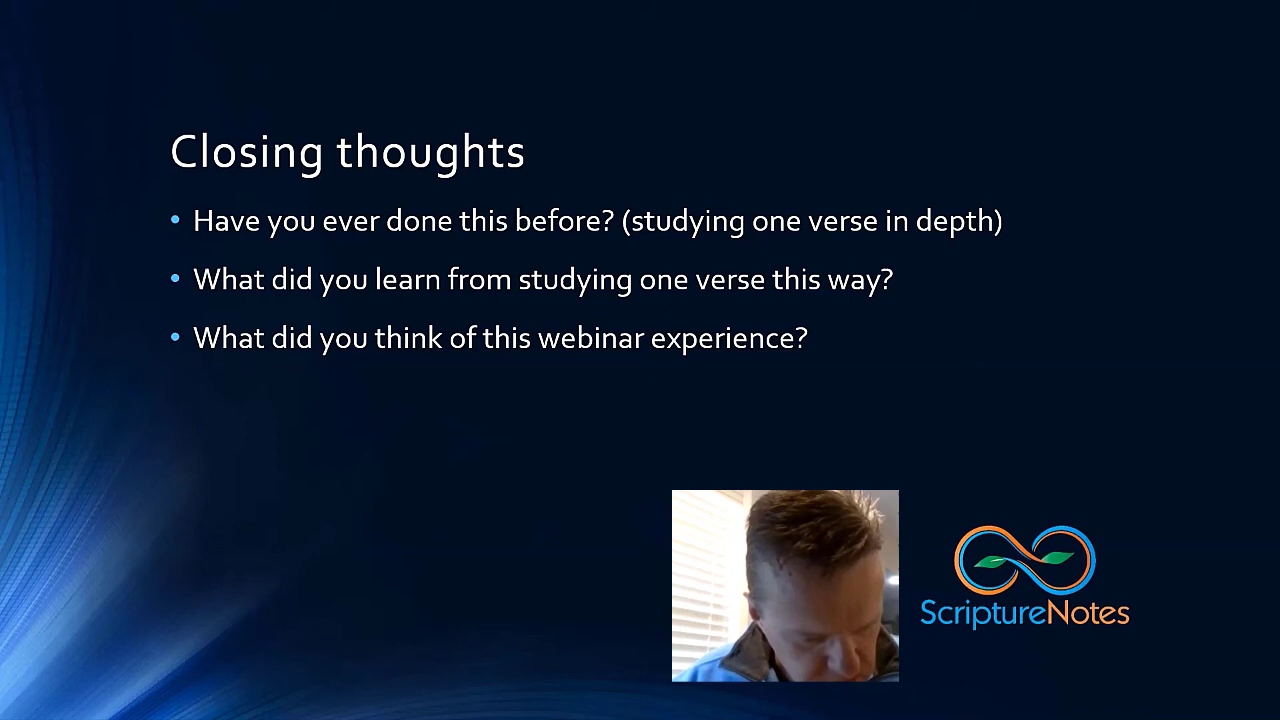 Closing thoughts
• Have you ever done this before? (studying one verse in depth)
• What did you learn from studying one verse this way?
• What did you think of this webinar experience?
ScriptureNotes